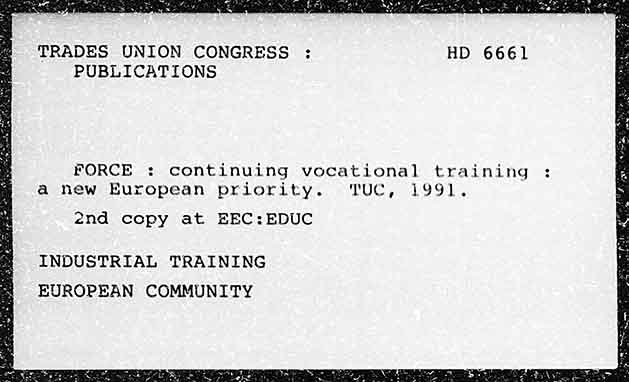 TRADES UNION CONGRESS : HD 6661
PUBLICATIONS
FORCE : continuing vocational training :
a new European priority. TUC, 1991.
2nd copy at EEC:EDUC
INDUSTRIAL TRAINING
EUROPEAN COMMUNITY